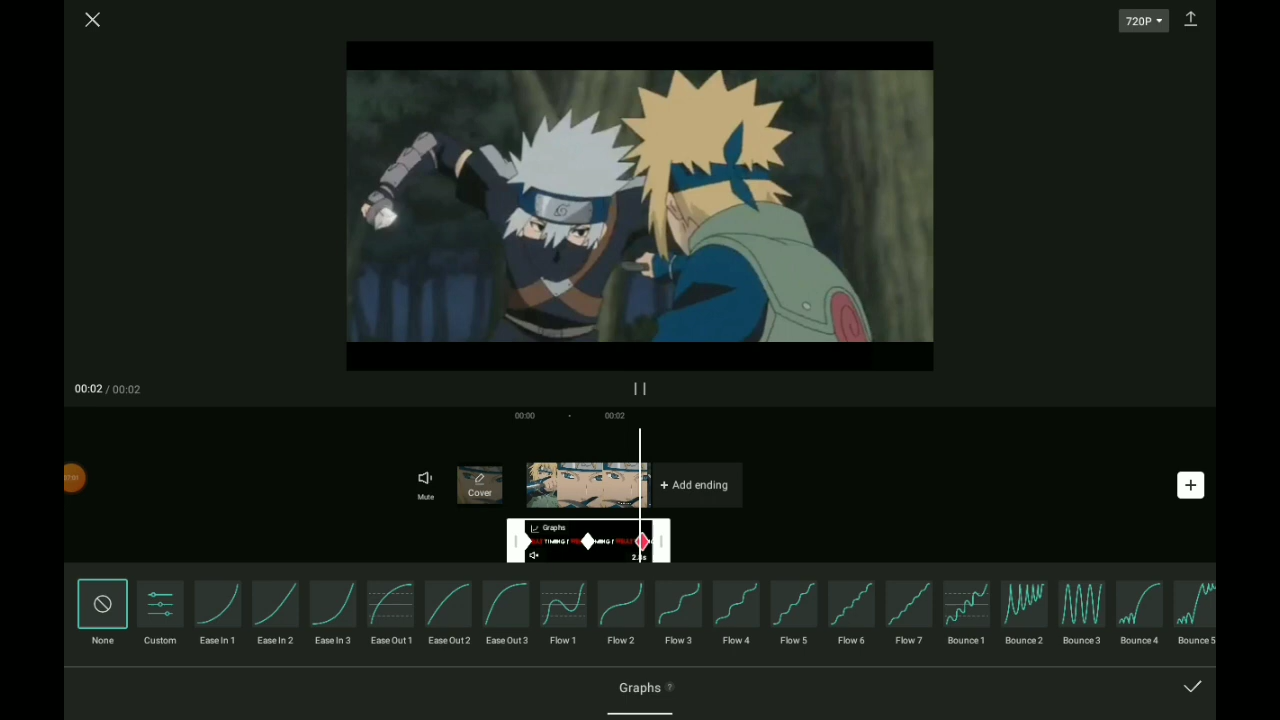 720P
00:02 / 00:02
00:00
00:02
Mute
Cover
+ Add ending
Graphs
2.8s
None
Custom
Ease In 1
Ease In 2
Ease In 3
Ease Out 1
Ease Out 2
Ease Out 3
Flow 1
Flow 2
Flow 3
Flow 4
Flow 5
Flow 6
Flow 7
Bounce 1
Bounce 2
Bounce 3
Bounce 4
Bounce 5
Graphs ?